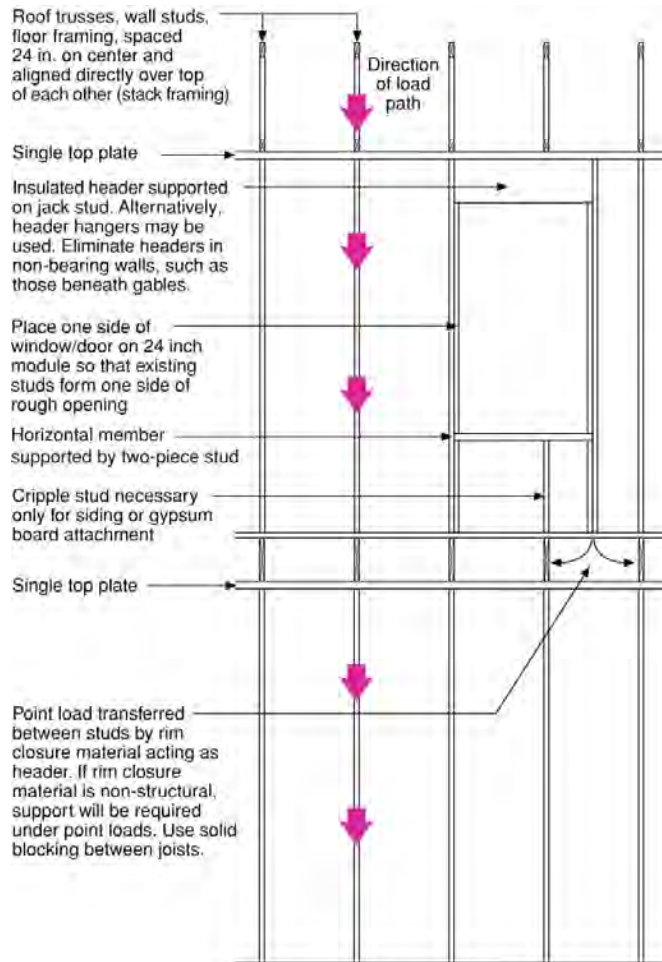 Roof trusses, wall studs,
floor framing, spaced
24 in. on center and
aligned directly over top
of each other (stack framing)
Direction
of load
path
Single top plate
Insulated header supported
on jack stud. Alternatively,
header hangers may be
used. Eliminate headers in
non-bearing walls, such as
those beneath gables.
Place one side of
window/door on 24 inch
module so that existing
studs form one side of
rough opening
Horizontal member
supported by two-piece stud
Cripple stud necessary
only for siding or gypsum
board attachment
Single top plate
Point load transferred
between studs by rim
closure material acting as
header. If rim closure
material is non-structural,
support will be required
under point loads. Use solid
blocking between joists.